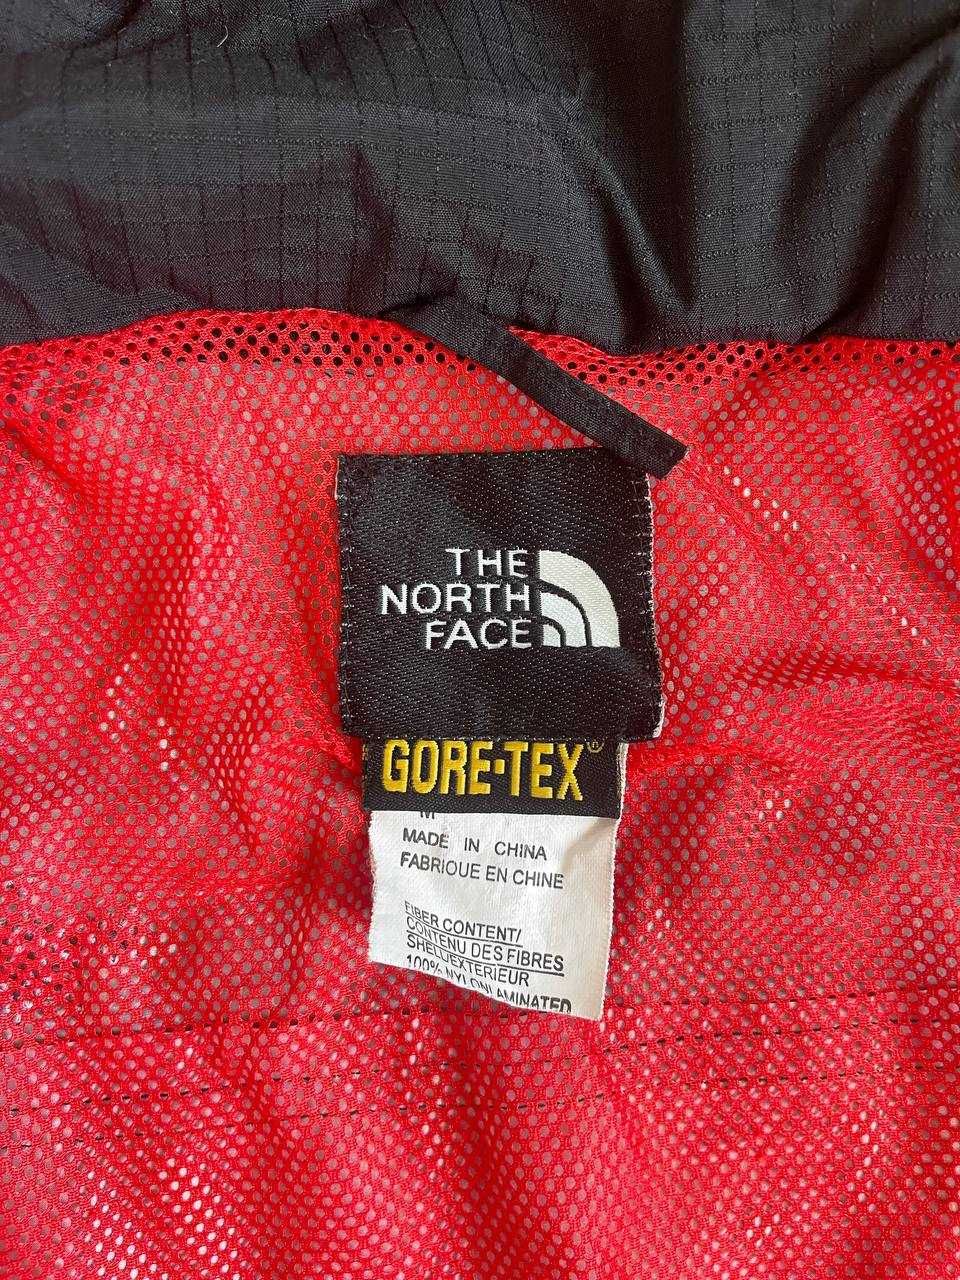 THE
NORTH
FACE
GORE-TEX®
M
MADE IN CHINA
FABRIQUE EN CHINE
FIBER CONTENT/
CONTENU DES FIBRES
SHELL/EXTERIEUR
100% NYLON LAMINATED